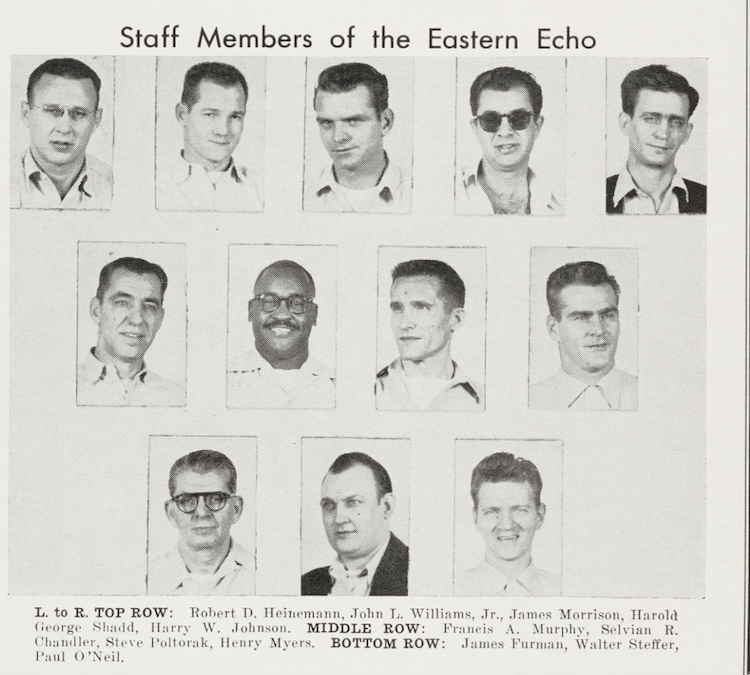 Staff Members of the Eastern Echo
L. to R. TOP ROW: Robert D. Heinemann, John L. Williams, Jr., James Morrison, Harold
George Shadd, Harry W. Johnson. MIDDLE ROW: Francis A. Murphy, Selvian R.
Chandler, Steve Poltorak, Henry Myers. BOTTOM ROW: James Furman, Walter Steffer,
Paul O'Neil.